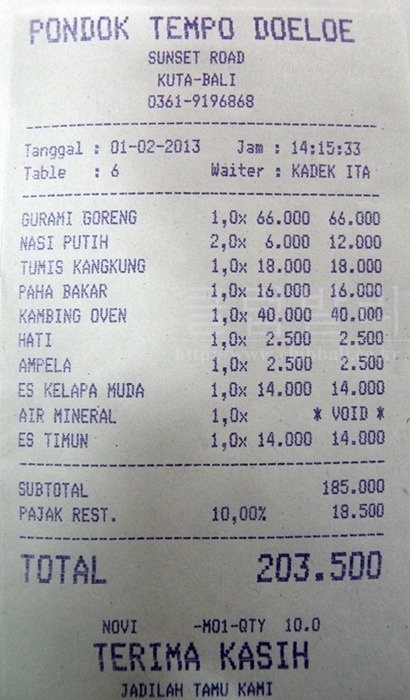 PONDOK TEMPO DOELOE
SUNSET ROAD
KUTA-BALI
0361-9196868
Tanggal : 01-02-2013 Jam : 14:15:33
Table : 6 Waiter : KADEK ITA
GURAMI GORENG 1,0x 66.000 66.000
NASI PUTIH 2,0x 6.000 12.000
TUMIS KANGKUNG 1,0x 18.000 18.000
PAHA BAKAR 1,0x 16.000 16.000
KAMBING OVEN 1,0x 40.000 40.000
HATI 1,0x 2.500 2.500
AMPELA 1,0x 2.500 2.500
ES KELAPA MUDA 1,0x 14.000 14.000
AIR MINERAL 1,0x * VOID *
ES TIMUN 1,0x 14.000 14.000
SUBTOTAL 185.000
PAJAK REST. 10,00% 18.500
TOTAL 203.500
NOVI -M01-QTY 10.0
TERIMA KASIH
JADILAH TAMU KAMI